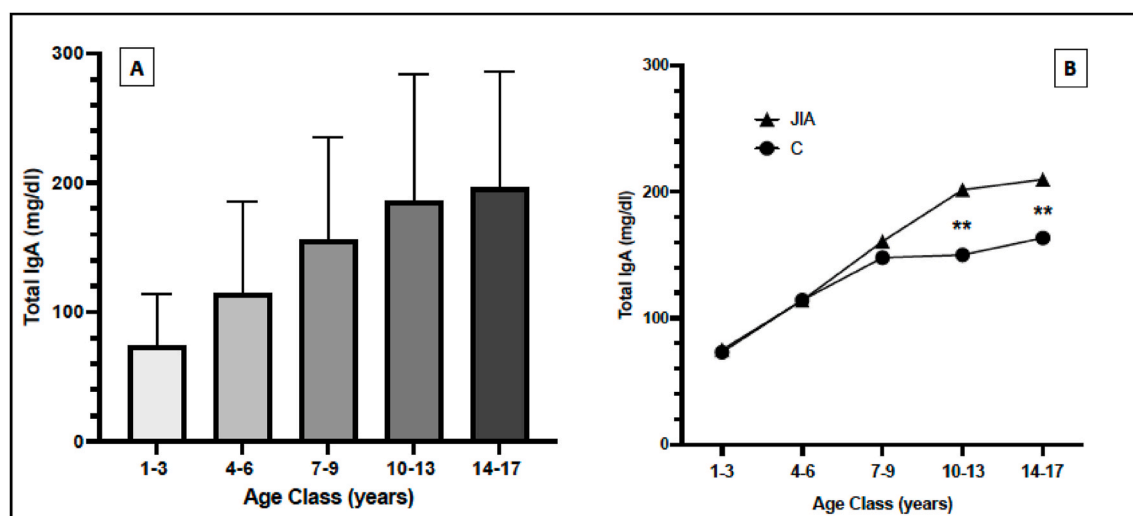 A
Total IgA (mg/dl)
300
200
100
0
1-3 4-6 7-9 10-13 14-17
Age Class (years)
B
Total IgA (mg/dl)
300
200
100
0
JIA
C
** **
1-3 4-6 7-9 10-13 14-17
Age Class (years)